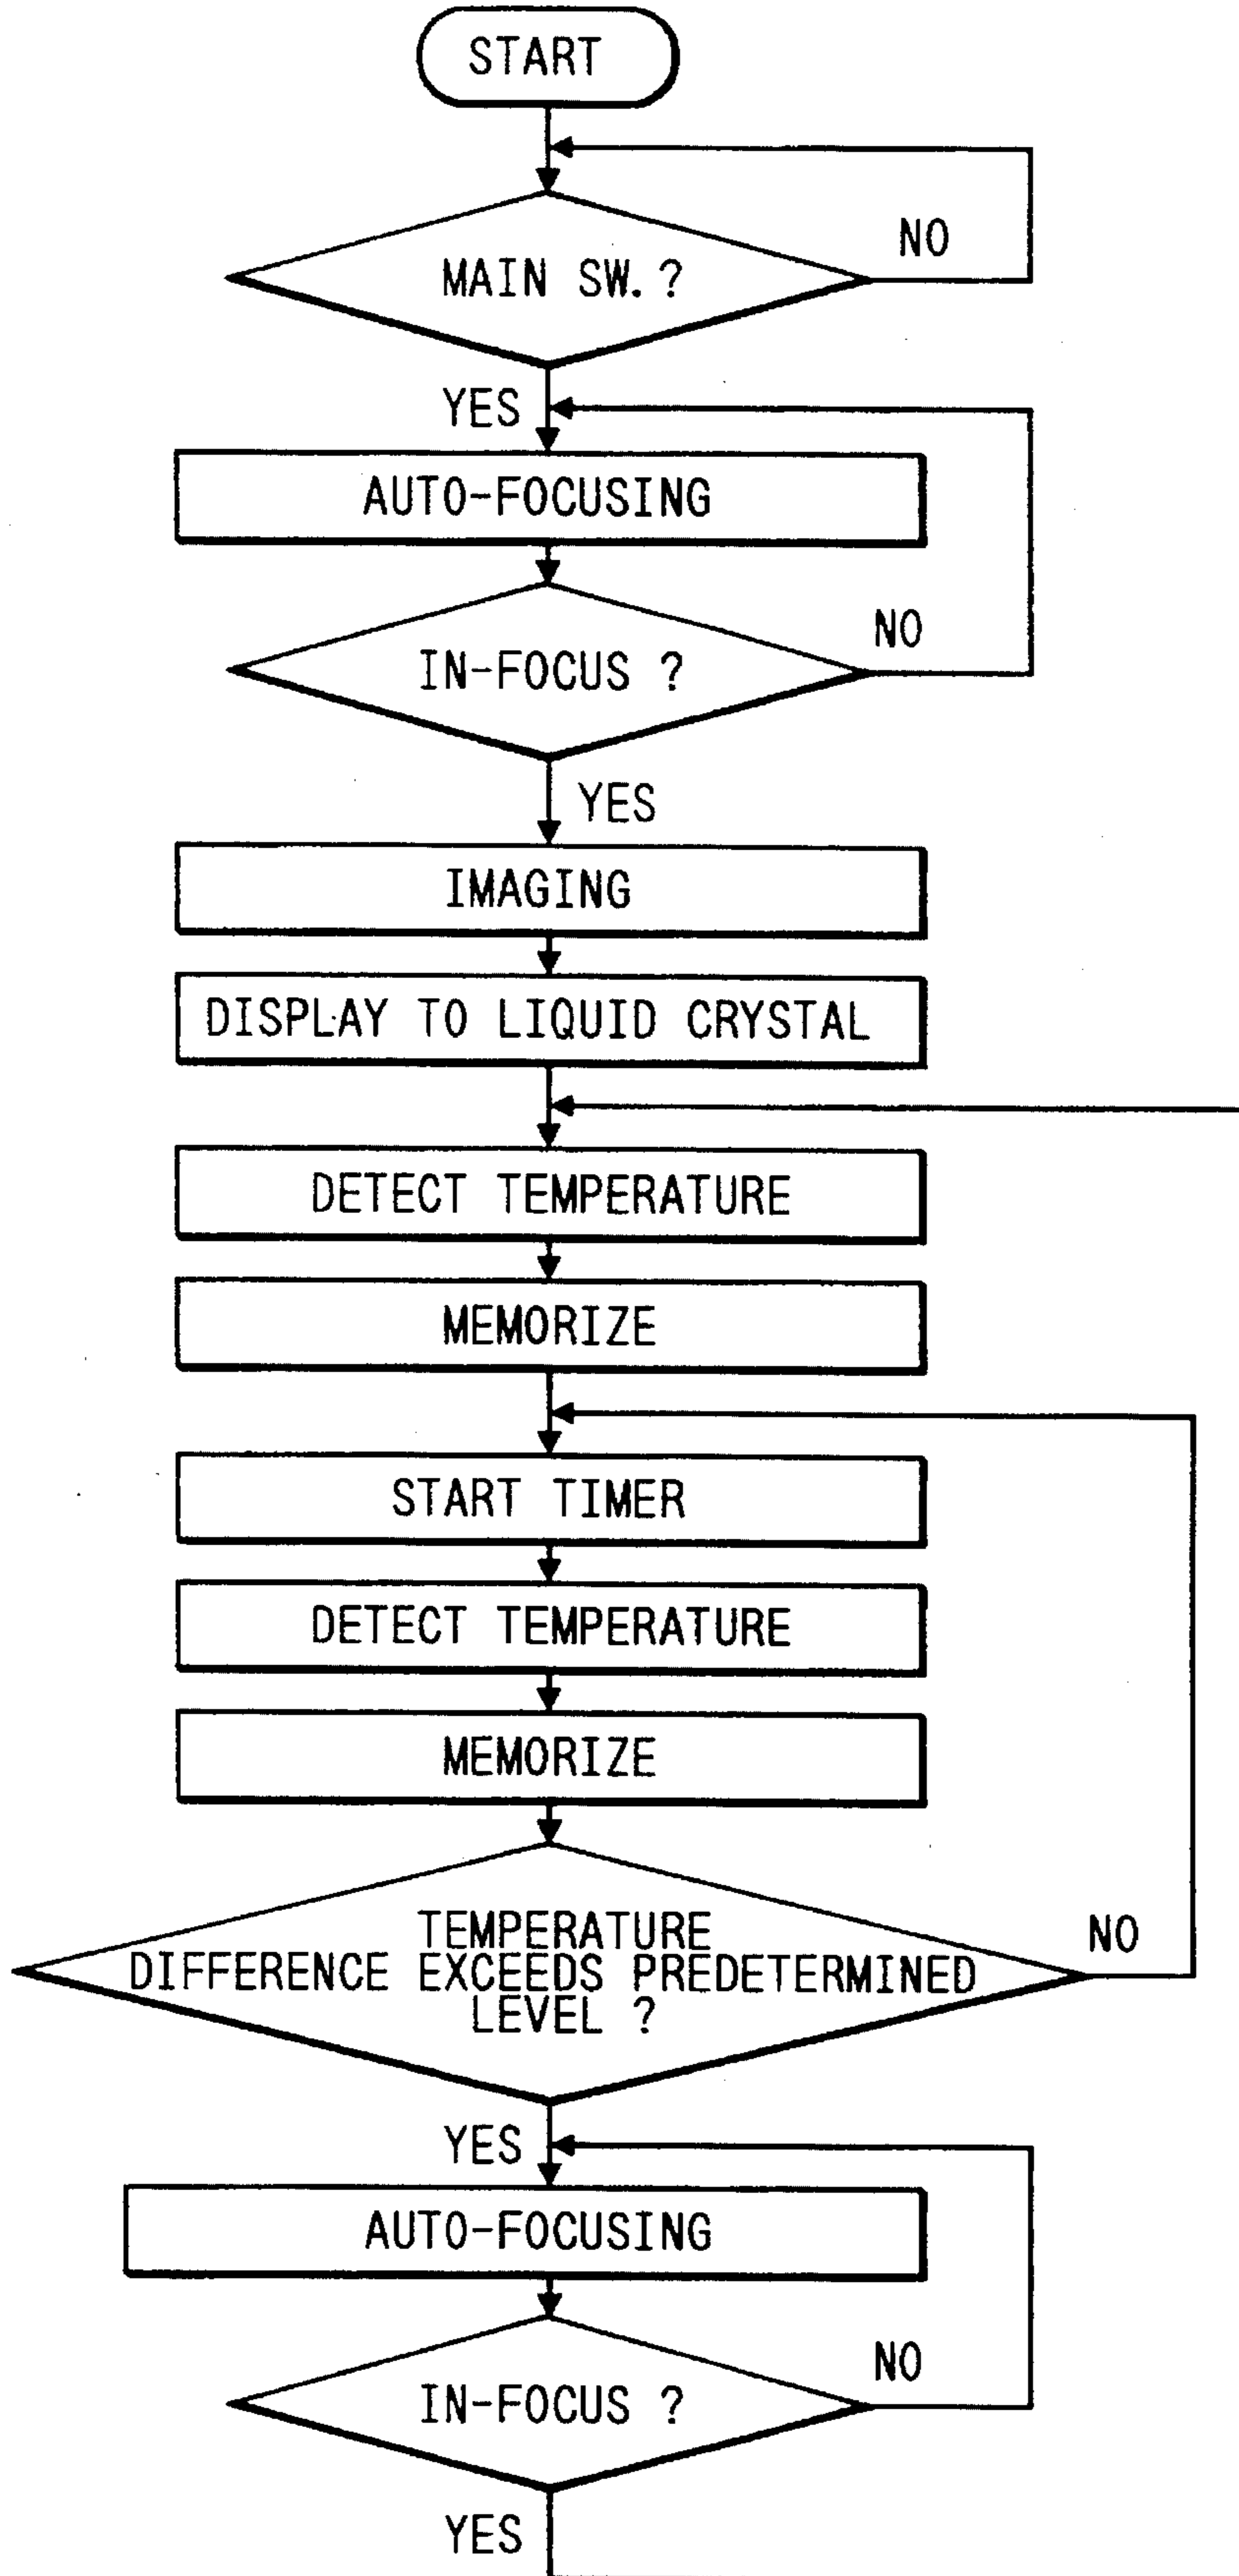 START
NO
MAIN SW. ?
YES
AUTO-FOCUSING
NO
IN-FOCUS ?
YES
IMAGING
DISPLAY TO LIQUID CRYSTAL
DETECT TEMPERATURE
MEMORIZE
START TIMER
DETECT TEMPERATURE
MEMORIZE
TEMPERATURE
NO
DIFFERENCE EXCEEDS PREDETERMINED
LEVEL ?
YES
AUTO-FOCUSING
NO
IN-FOCUS ?
YES